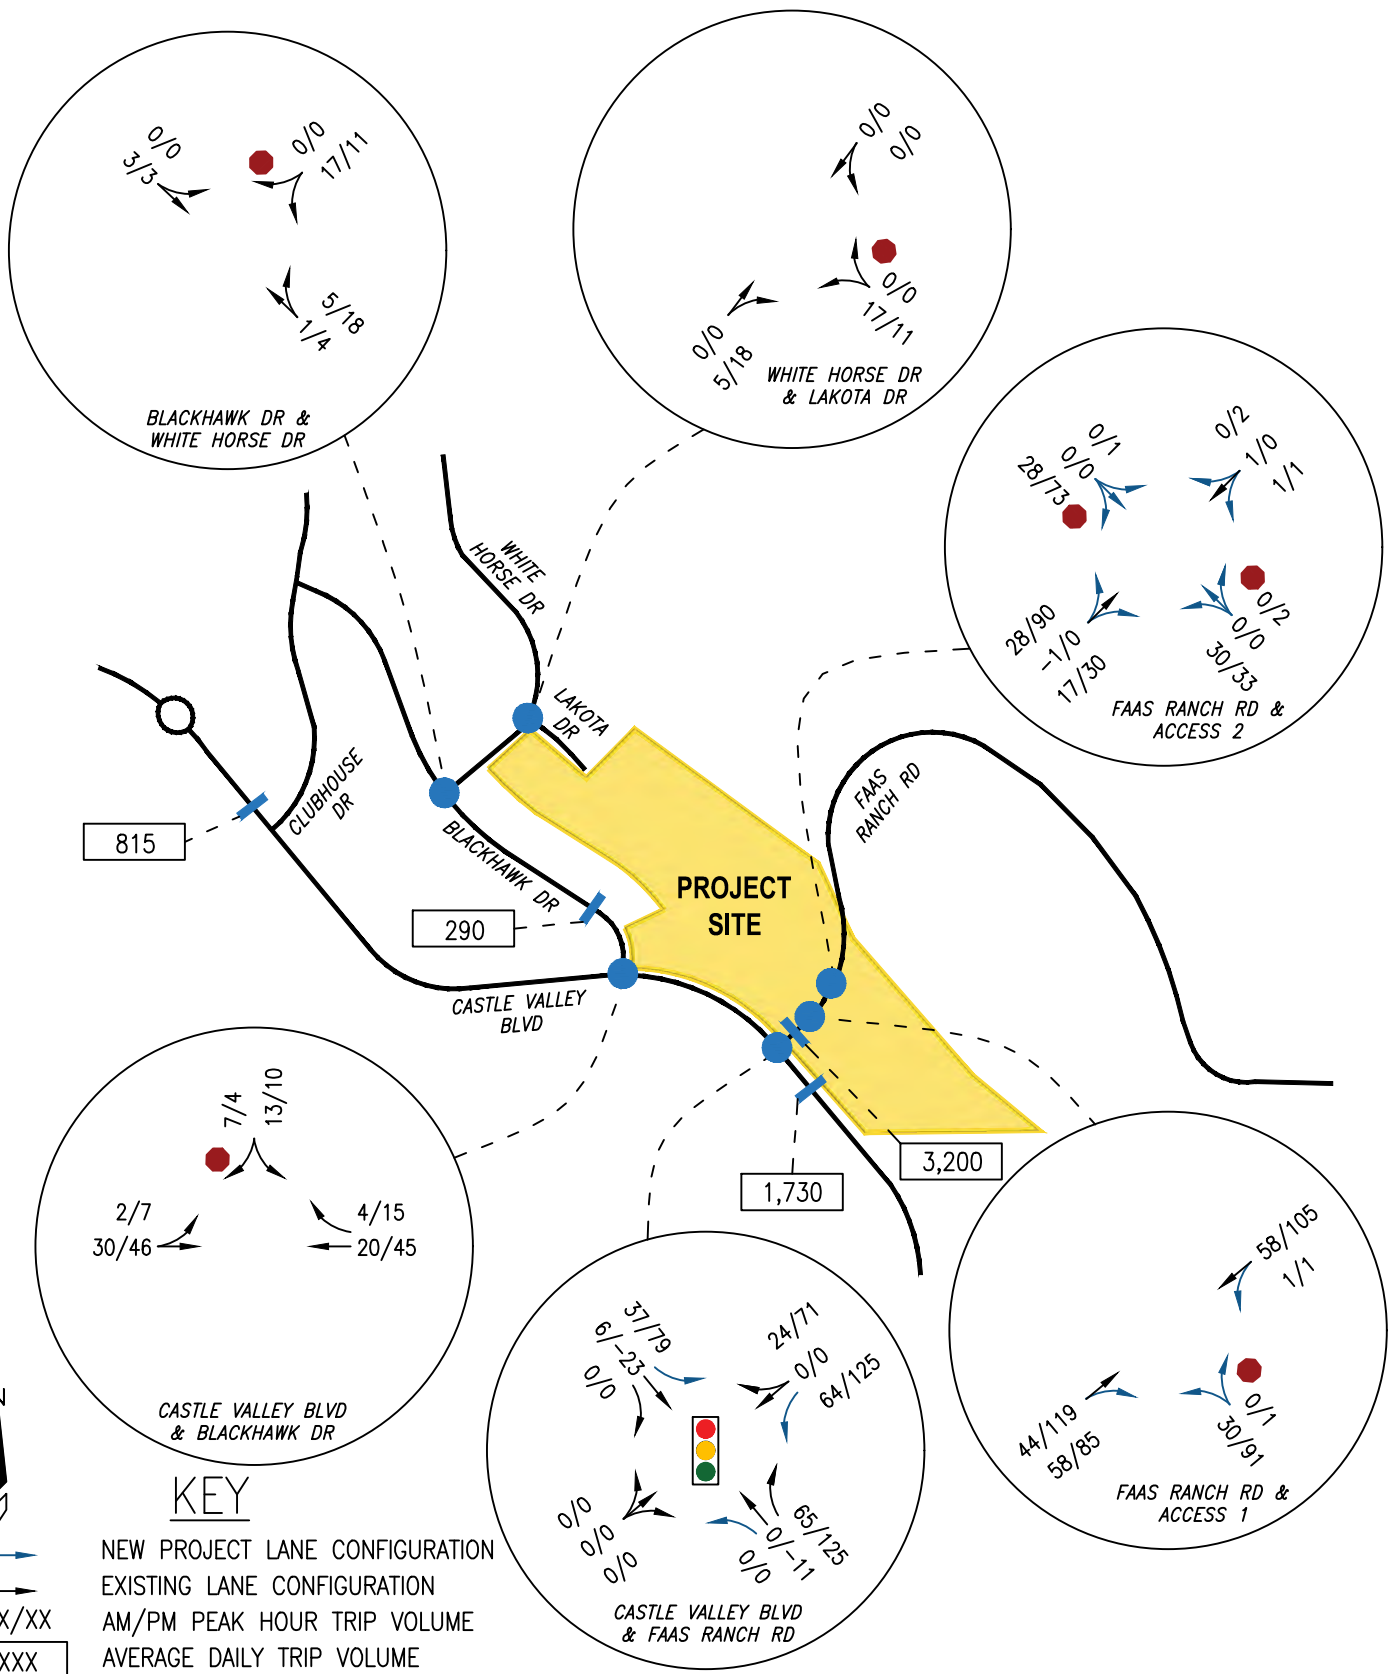 0/0
3/3
0/0
17/11
5/18
1/4
BLACKHAWK DR &
WHITE HORSE DR
0/0
0/0
0/0
17/11
0/0
5/18
WHITE HORSE DR
& LAKOTA DR
0/1
0/0
28/73
0/2
1/0
1/1
28/90
-1/0
17/30
0/2
0/0
30/33
FAAS RANCH RD &
ACCESS 2
WHITE
HORSE DR
LAKOTA
DR
CLUBHOUSE
DR
BLACKHAWK DR
FAAS
RANCH RD
815
290
PROJECT
SITE
CASTLE VALLEY
BLVD
3,200
1,730
7/4
13/10
2/7
30/46
4/15
20/45
CASTLE VALLEY BLVD
& BLACKHAWK DR
37/79
6/-23
0/0
24/71
0/0
64/125
0/0
0/0
0/0
65/125
0/-11
0/0
CASTLE VALLEY BLVD
& FAAS RANCH RD
58/105
1/1
44/119
58/85
0/1
30/91
FAAS RANCH RD &
ACCESS 1
N
KEY
NEW PROJECT LANE CONFIGURATION
EXISTING LANE CONFIGURATION
X/XX AM/PM PEAK HOUR TRIP VOLUME
XXX AVERAGE DAILY TRIP VOLUME